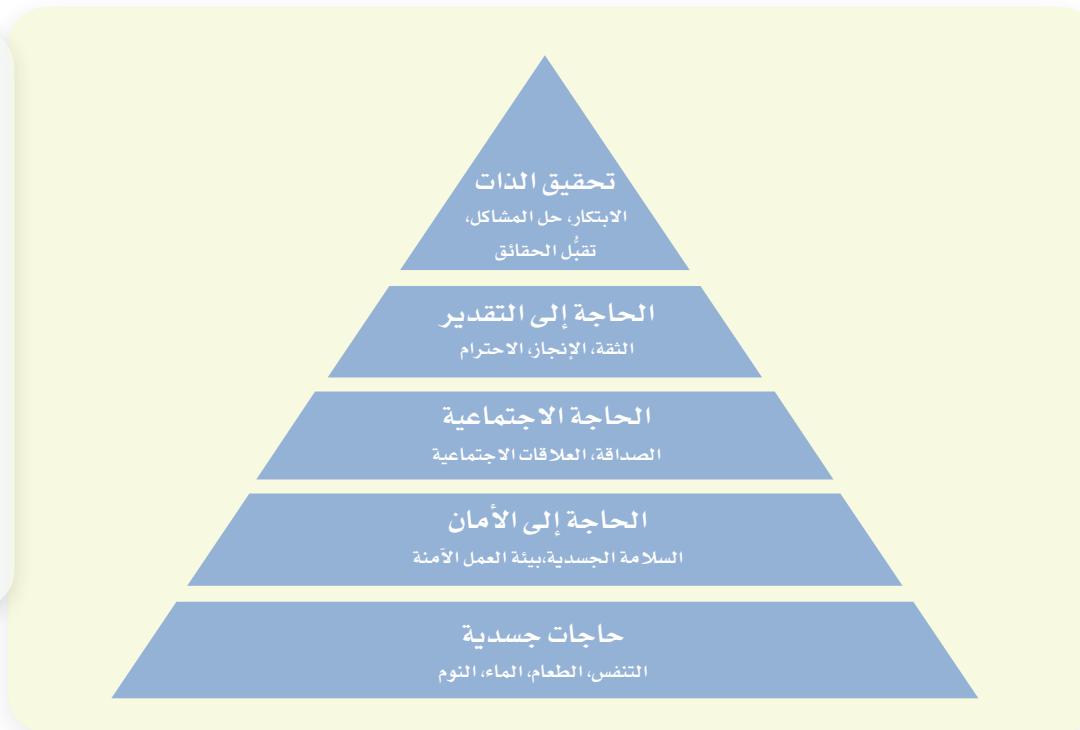 تحقيق الذات
الابتكار، حل المشاكل،
تقبُّل الحقائق
الحاجة إلى التقدير
الثقة، الإنجاز، الاحترام
الحاجة الاجتماعية
الصداقة، العلاقات الاجتماعية
الحاجة إلى الأمان
السلامة الجسدية،بيئة العمل الآمنة
حاجات جسدية
التنفس، الطعام، الماء، النوم